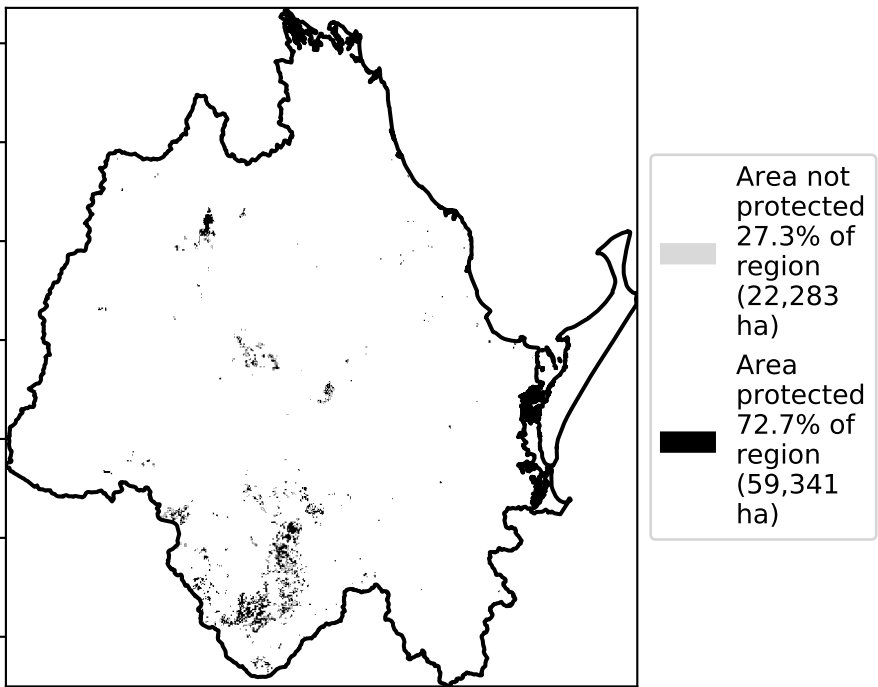 Area not
protected
27.3% of
region
(22,283
ha)
Area
protected
72.7% of
region
(59,341
ha)